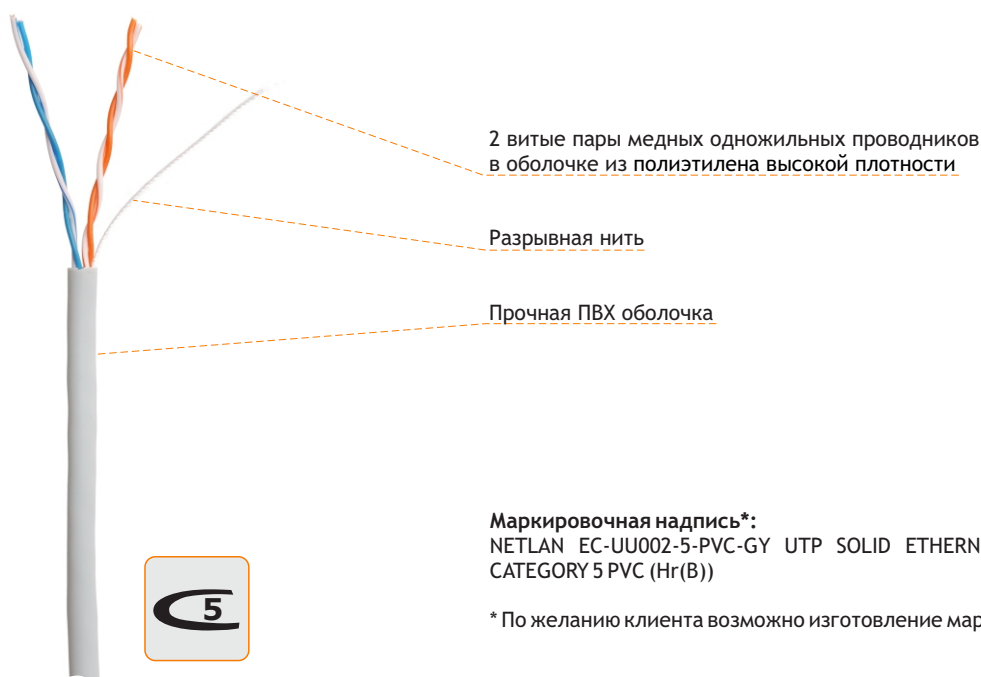 2 витые пары медных одножильных проводников
в оболочке из полиэтилена высокой плотности
Разрывная нить
Прочная ПВХ оболочка
Маркировочная надпись*:
NETLAN EC-UU002-5-PVC-GY UTP SOLID ETHERN
CATEGORY 5 PVC (Нг(B))
5
* По желанию клиента возможно изготовление мар